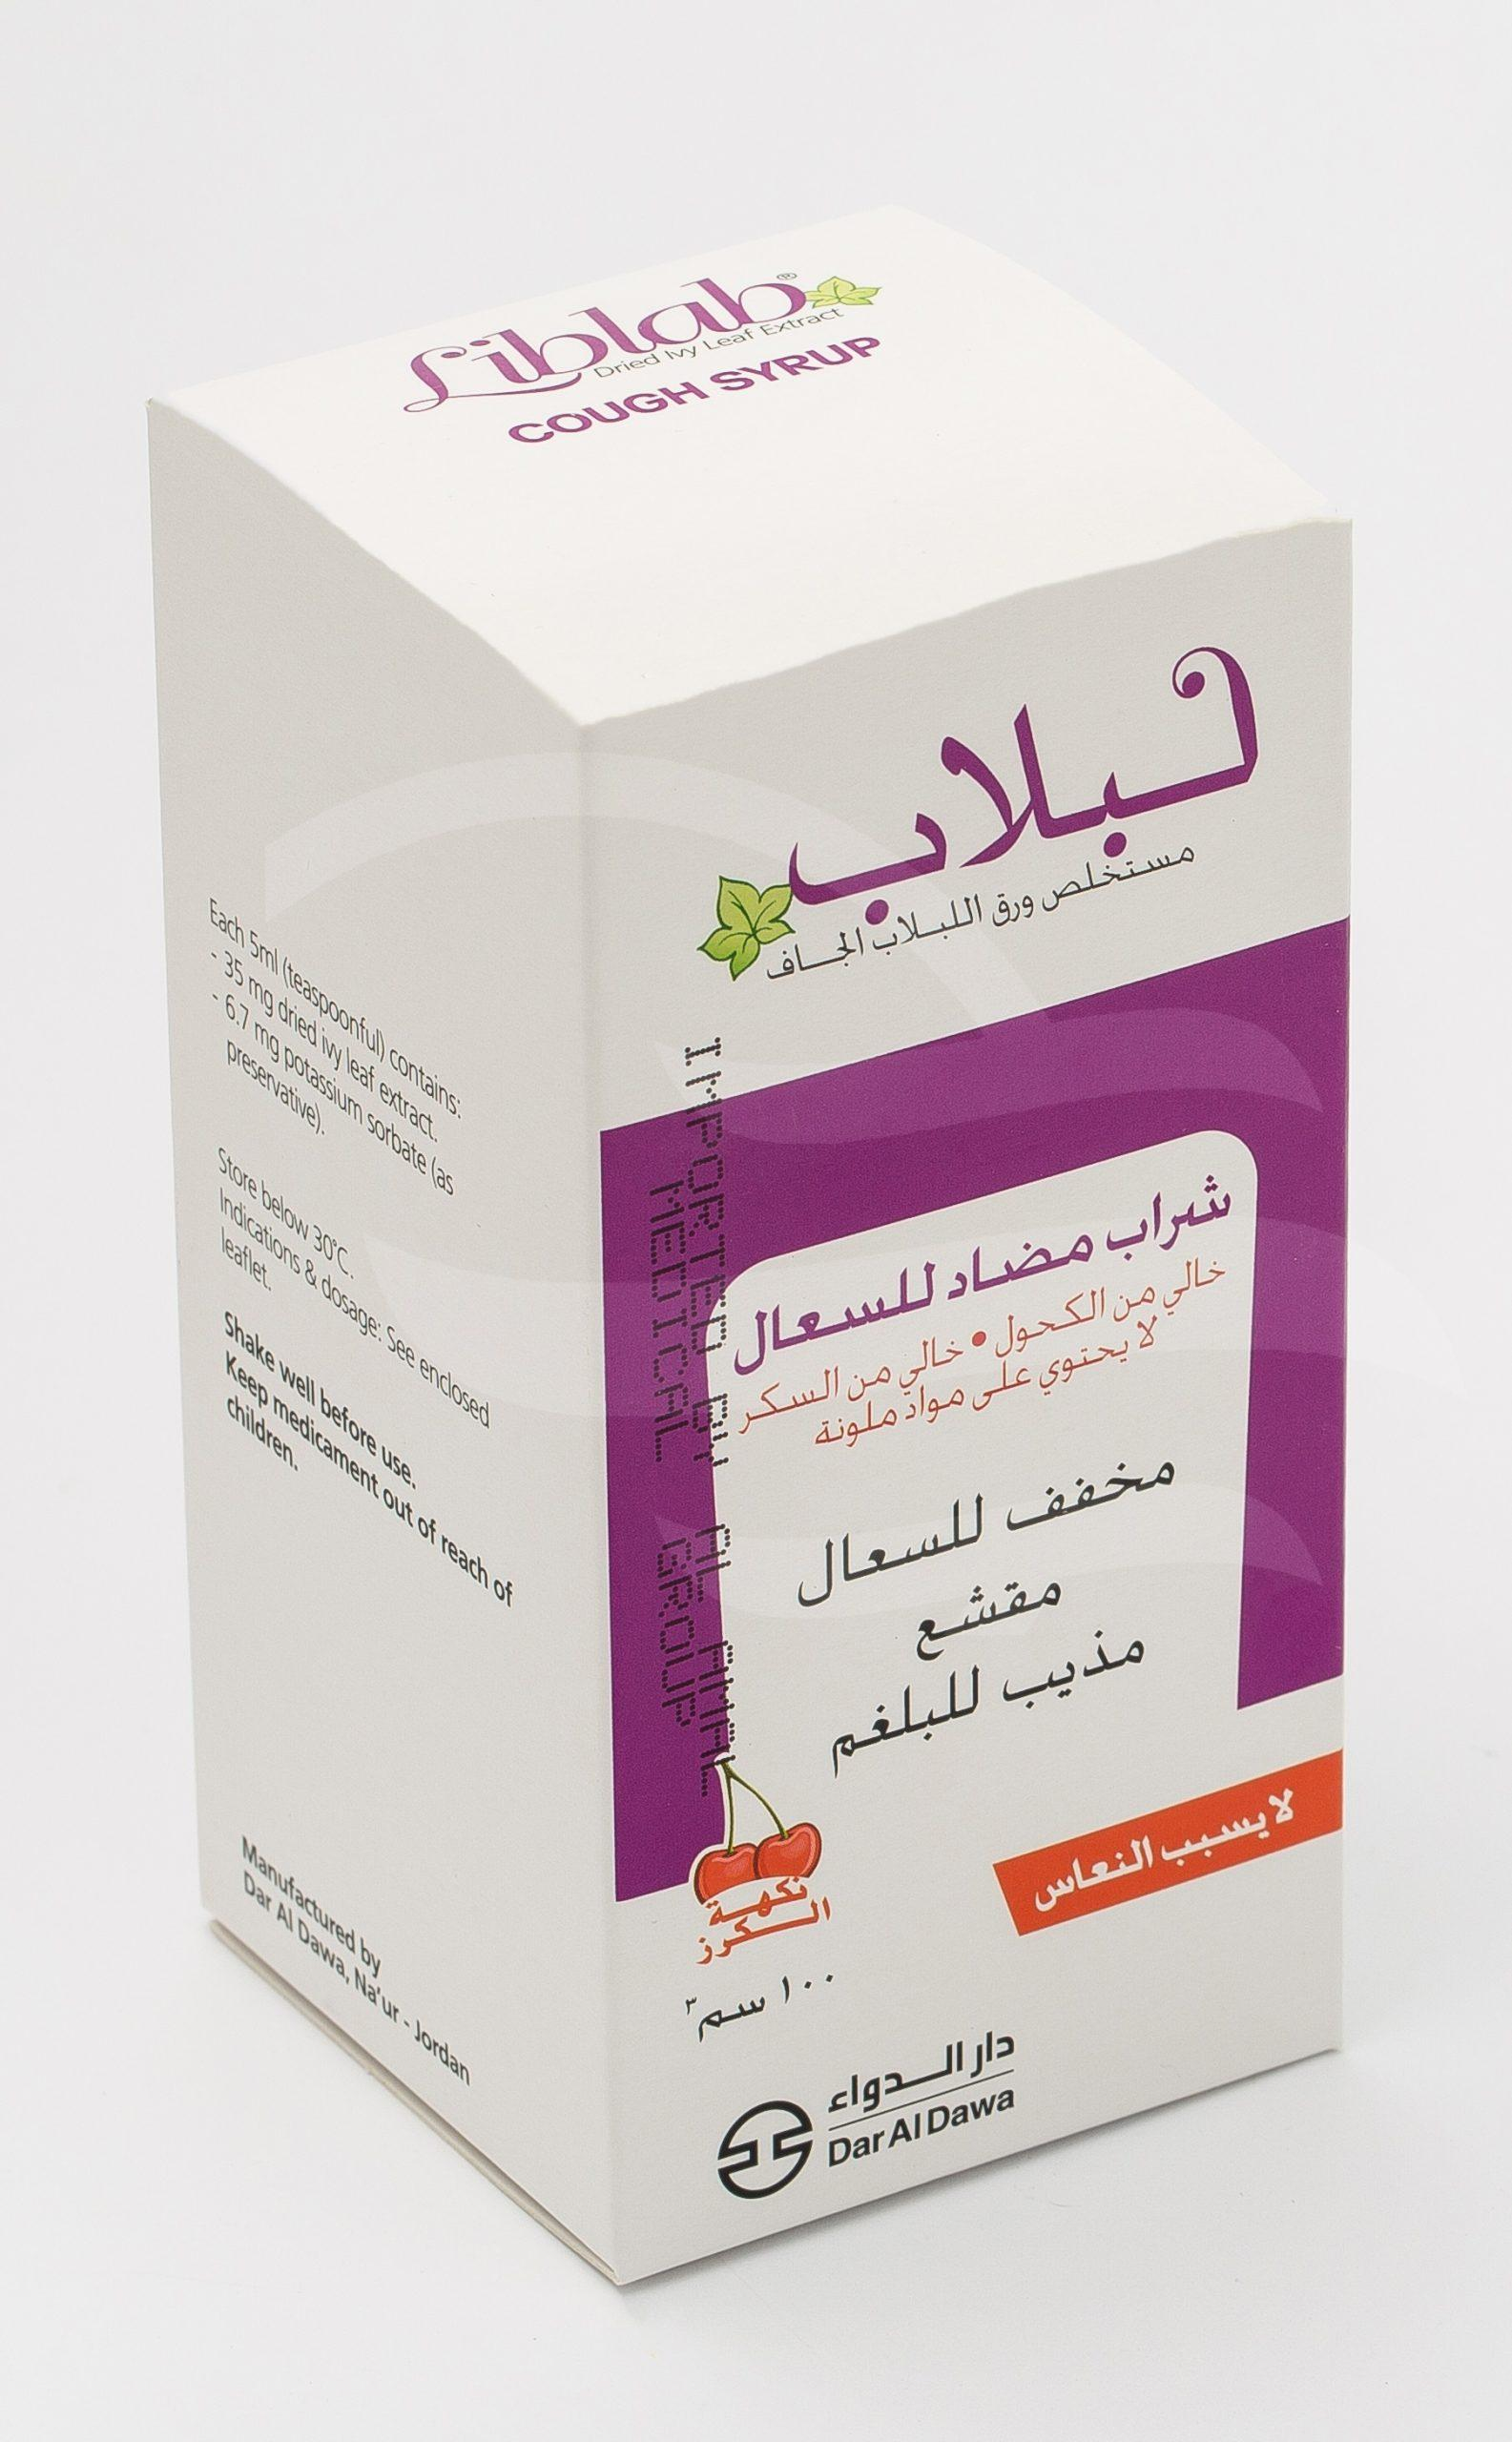 Liblab®
Dried Ivy Leaf Extract
COUGH SYRUP
لبلاب
مستخلص ورق اللبلاب الجاف
شراب مضاد للسعال
خالي من الكحول • خالي من السكر
لا يحتوي على مواد ملونة
مخفف للسعال
مقشع
مذيب للبلغم
لا يسبب النعاس
نكهة
الكرز
١٠٠ سم٣
دار الدواء
Dar Al Dawa
IMPORTED BY HILAL
MEDICAL GROUP
Each 5ml (teaspoonful) contains:
- 35 mg dried ivy leaf extract.
- 6.7 mg potassium sorbate (as
preservative).
Store below 30°C.
Indications & dosage: See enclosed
leaflet.
Shake well before use.
Keep medicament out of reach of
children.
Manufactured by
Dar Al Dawa, Na'ur - Jordan